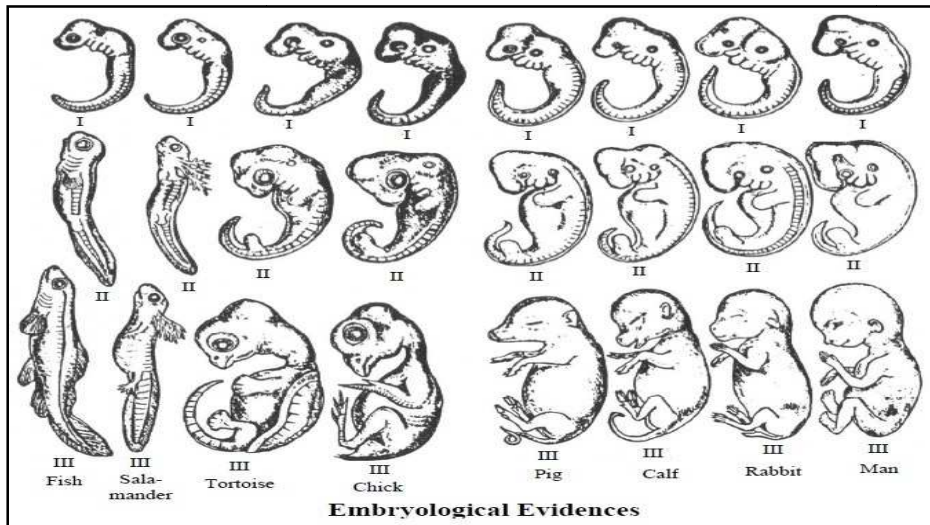 I I I I I I I I
II II II II II II II II
III III III III III III III III
Fish Sala- Tortoise Chick Pig Calf Rabbit Man
mander
Embryological Evidences